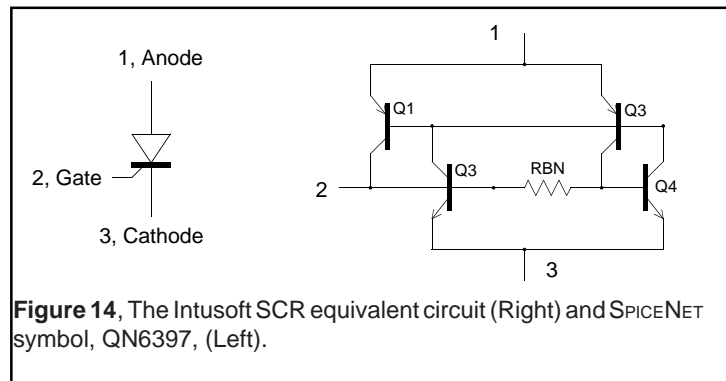 1, Anode
2, Gate
3, Cathode
1
Q1
Q3
Q3
RBN
Q4
2
3
Figure 14, The Intusoft SCR equivalent circuit (Right) and SPICENET
symbol, QN6397, (Left).